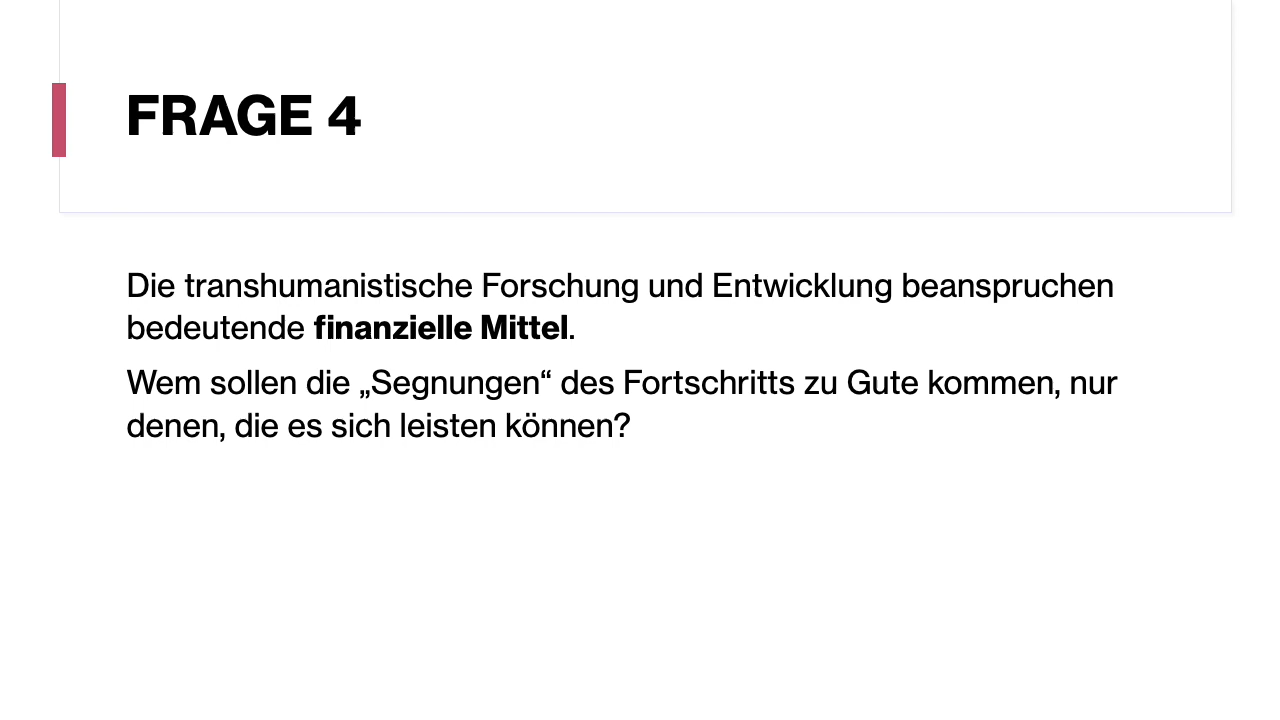 FRAGE 4
Die transhumanistische Forschung und Entwicklung beanspruchen
bedeutende finanzielle Mittel.
Wem sollen die „Segnungen“ des Fortschritts zu Gute kommen, nur
denen, die es sich leisten können?